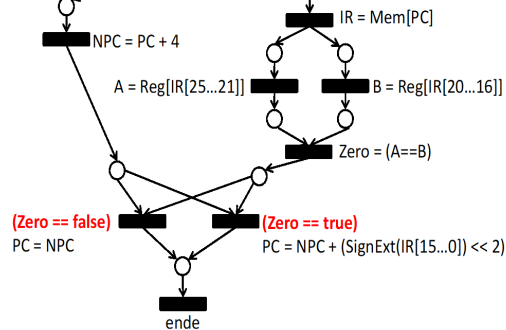 IR = Mem[PC]
NPC = PC + 4
A = Reg[IR[25...21]]
B = Reg[IR[20...16]]
Zero = (A==B)
(Zero == false)
PC = NPC
(Zero == true)
PC = NPC + (SignExt(IR[15...0]) << 2)
ende